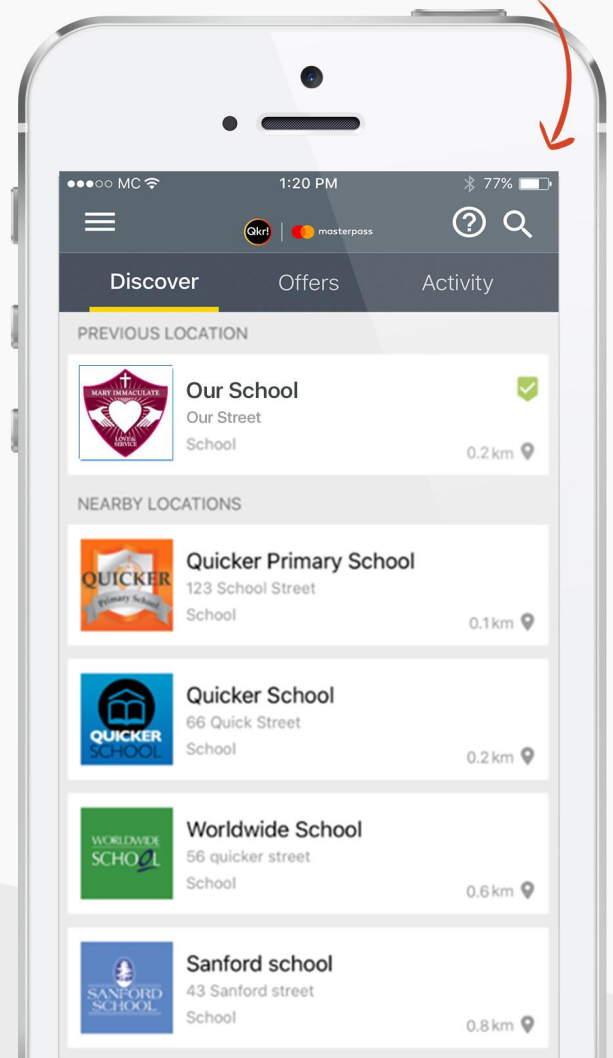 MC
1:20 PM
77%
Qkr! | masterpass
Discover
Offers
Activity
PREVIOUS LOCATION
MARY IMMACULATE
LOVE &
SERVICE
Our School
Our Street
School
0.2 km
NEARBY LOCATIONS
QUICKER
Primary School
Quicker Primary School
123 School Street
School
0.1 km
QUICKER
SCHOOL
Quicker School
66 Quick Street
School
0.2 km
WORLDWIDE
SCHOOL
Worldwide School
56 quicker street
School
0.6 km
SANFORD
SCHOOL
Sanford school
43 Sanford street
School
0.8 km